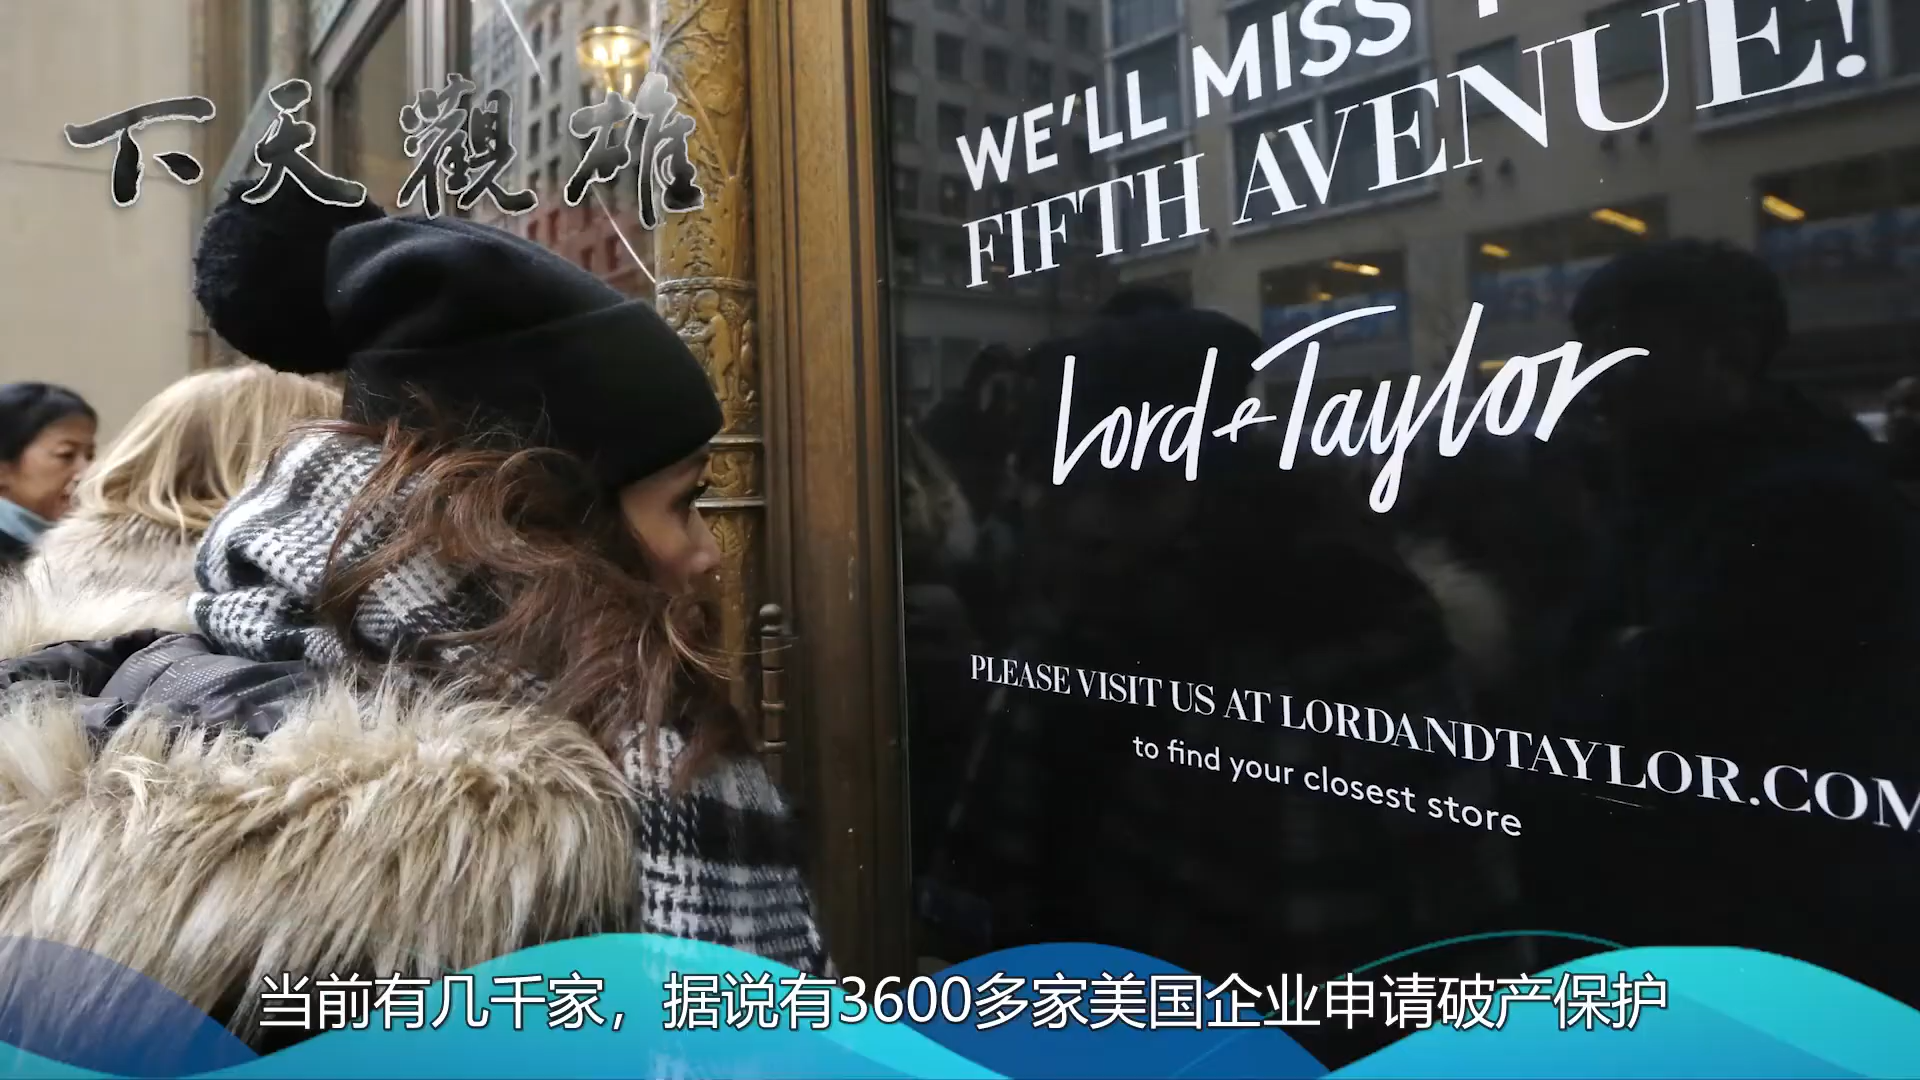 下天觀雄
WE'LL MISS
FIFTH AVENUE!
Lord & Taylor
PLEASE VISIT US AT LORDANDTAYLOR.COM
to find your closest store
当前有几千家，据说有3600多家美国企业申请破产保护